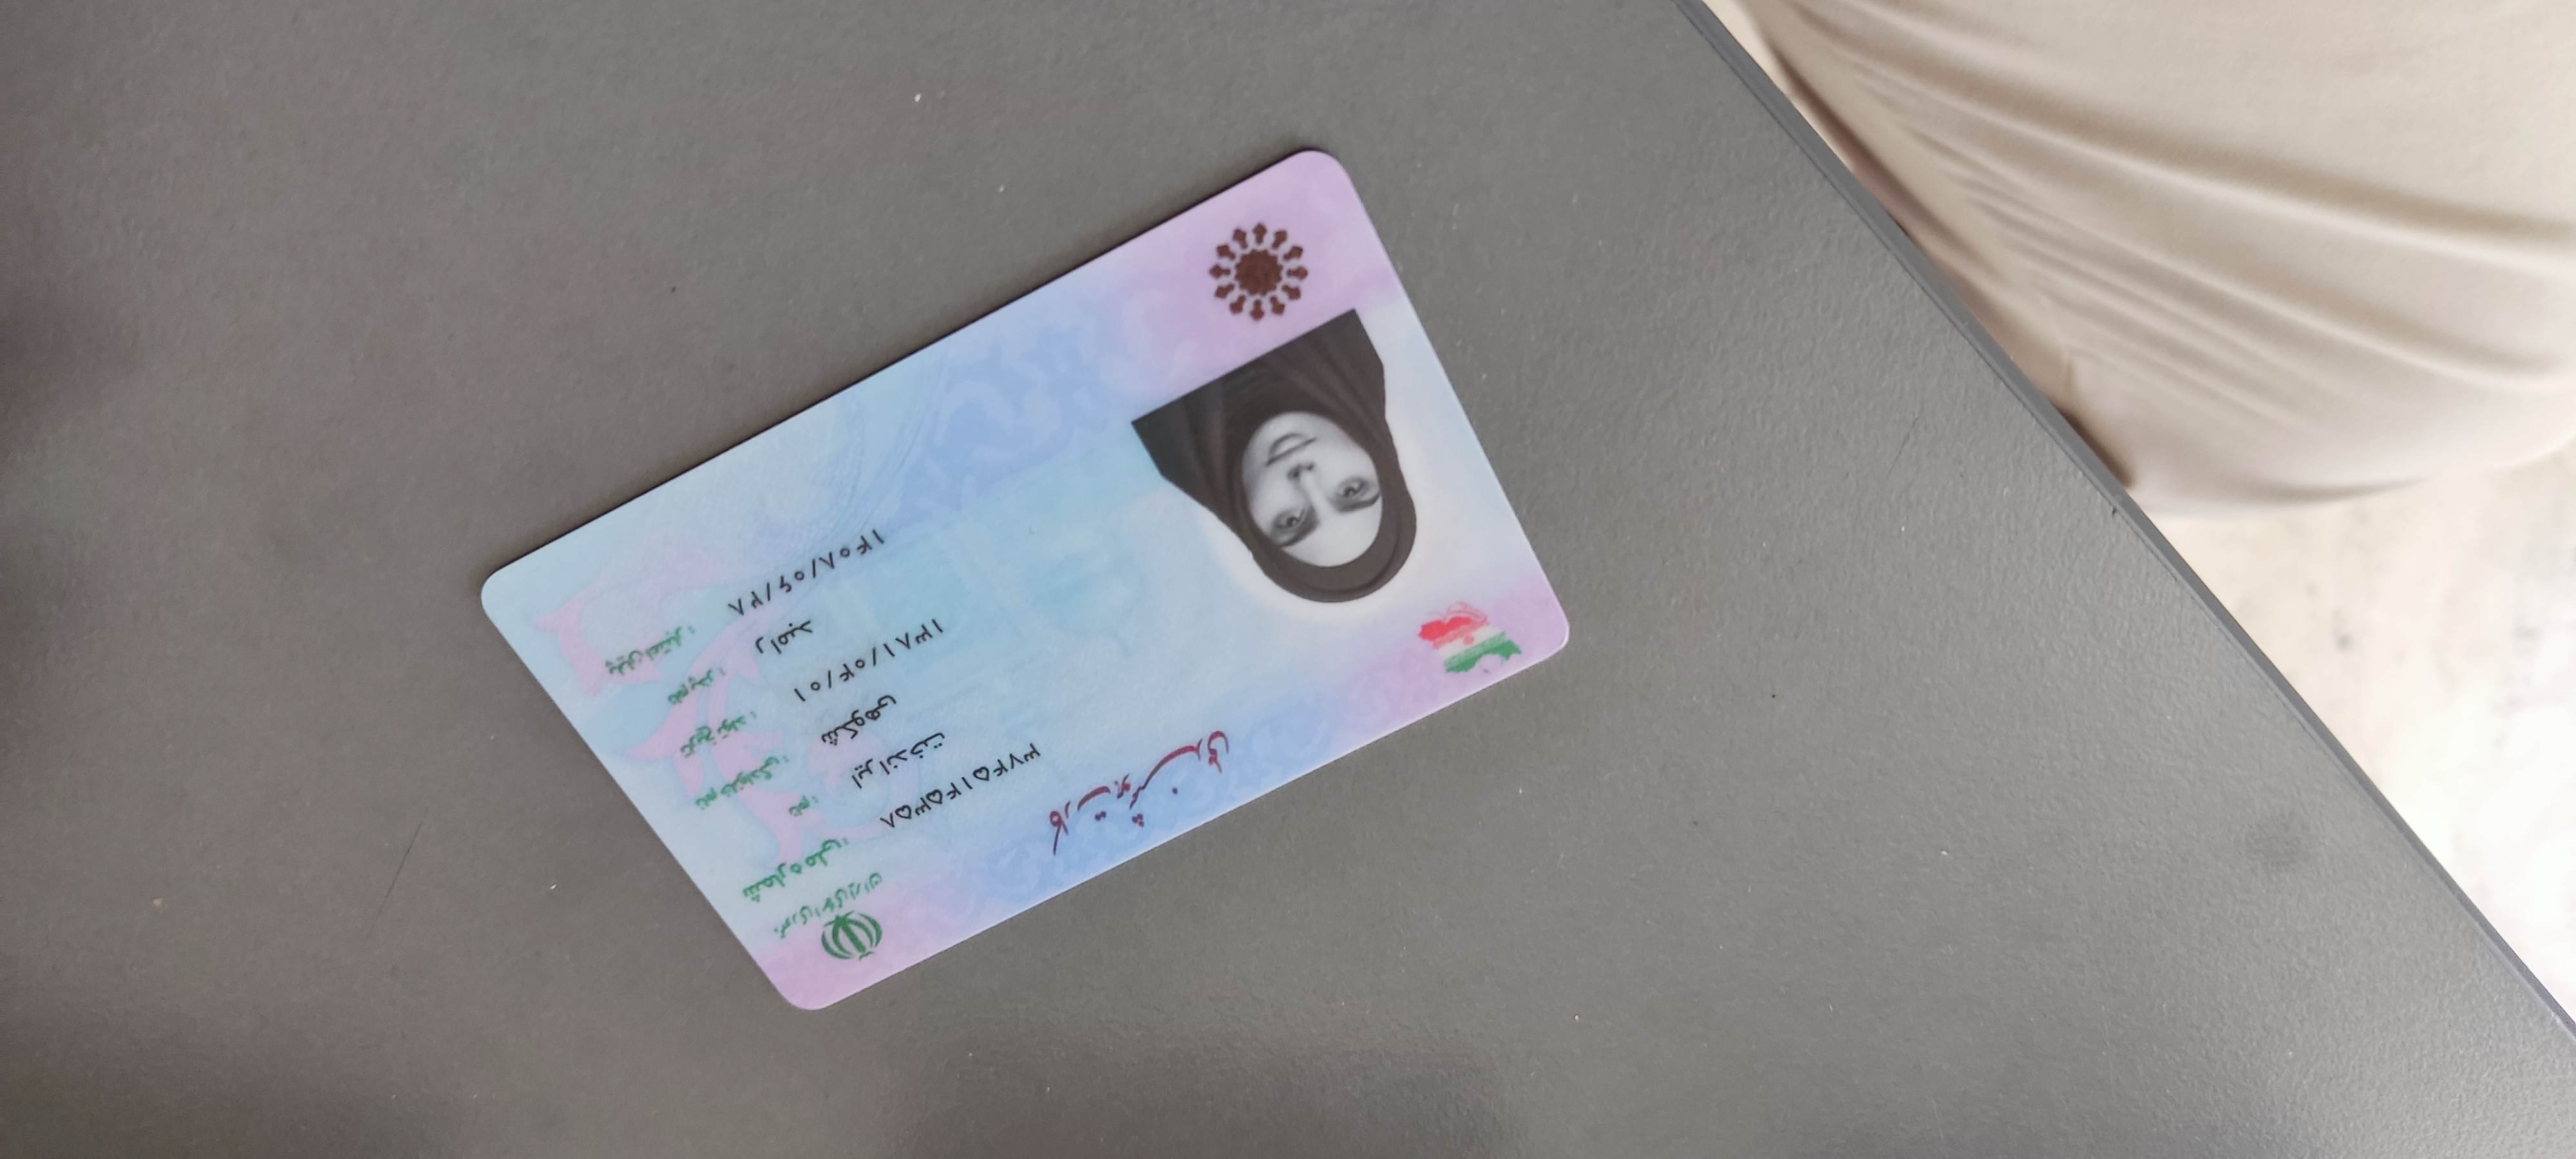 جمهوری اسلامی ایران
کارت هوشمند ملی
شماره ملی: ۳۷۴۵۱۴۵۳۵۸
نام: ایراندخت
نام خانوادگی: شکوهی
تاریخ تولد: ۱۳۸۱/۰۴/۰۱
نام پدر: رامبد
پایان اعتبار: ۱۴۰۸/۰۶/۲۸